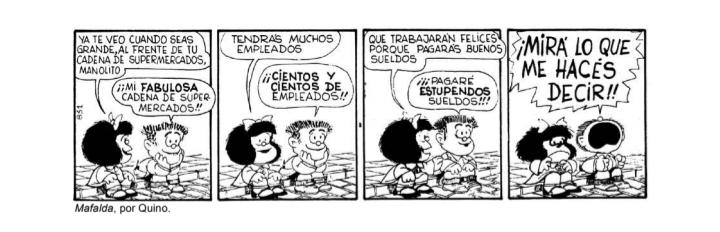 YA TE VEO CUANDO SEAS
GRANDE, AL FRENTE DE TU
CADENA DE SUPERMERCADOS,
MANOLITO
¡¡MI FABULOSA
CADENA DE SUPER-
MERCADOS!!
831
TENDRÁS MUCHOS
EMPLEADOS
¡¡CIENTOS Y
CIENTOS DE
EMPLEADOS!!
QUE TRABAJARÁN FELICES
PORQUE PAGARÁS BUENOS
SUELDOS
¡¡¡PAGARÉ
ESTUPENDOS
SUELDOS!!!
¡MIRÁ LO QUE
ME HACÉS
DECIR!!
Mafalda, por Quino.